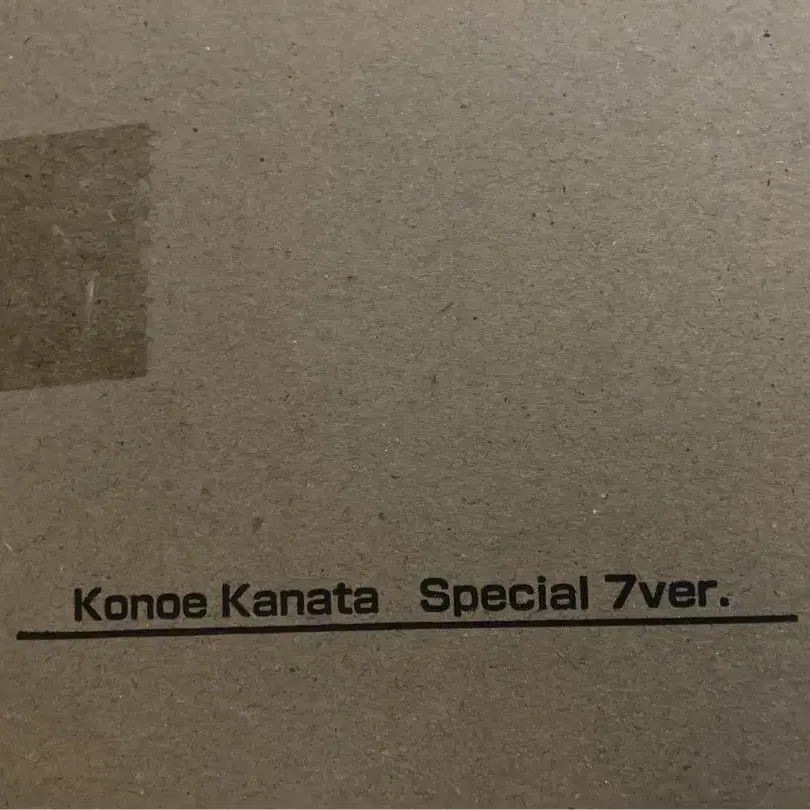 Konoe Kanata Special 7ver.